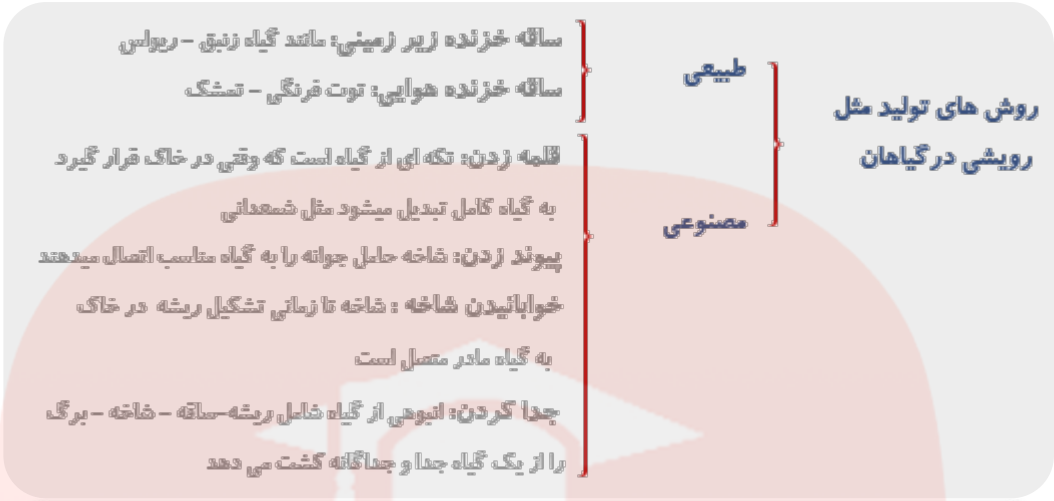 روش های تولید مثل
رویشی در گیاهان
طبیعی
ساقه خزنده زیر زمینی: مانند گیاه زنبق – ریواس
ساقه خزنده هوایی: توت فرنگی – تمشک
مصنوعی
قلمه زدن: تکه ای از گیاه است که وقتی در خاک قرار گیرد
به گیاه کامل تبدیل میشود مثل شمعدانی
پیوند زدن: شاخه حامل جوانه را به گیاه مناسب اتصال میدهند
خوابانیدن شاخه : شاخه تا زمانی تشکیل ریشه در خاک
به گیاه مادر متصل است
جدا کردن: انبوهی از گیاه شامل ریشه–ساقه – شاخه – برگ
را از یک گیاه جدا و جداگانه کشت می دهد